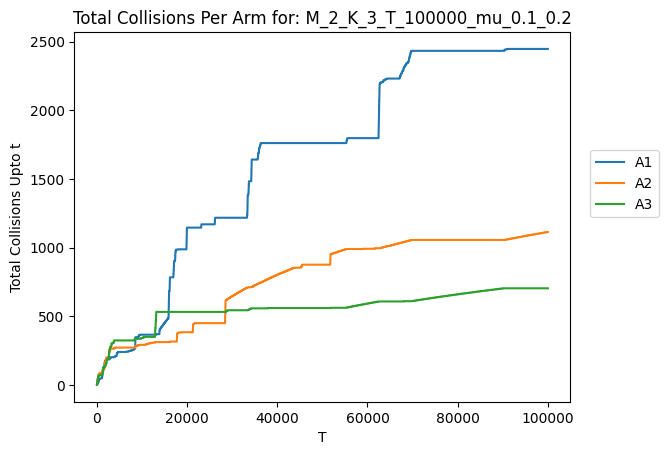 Total Collisions Per Arm for: M_2_K_3_T_100000_mu_0.1_0.2
Total Collisions Upto t
2500
2000
1500
1000
500
0
0 20000 40000 60000 80000 100000
T
A1
A2
A3